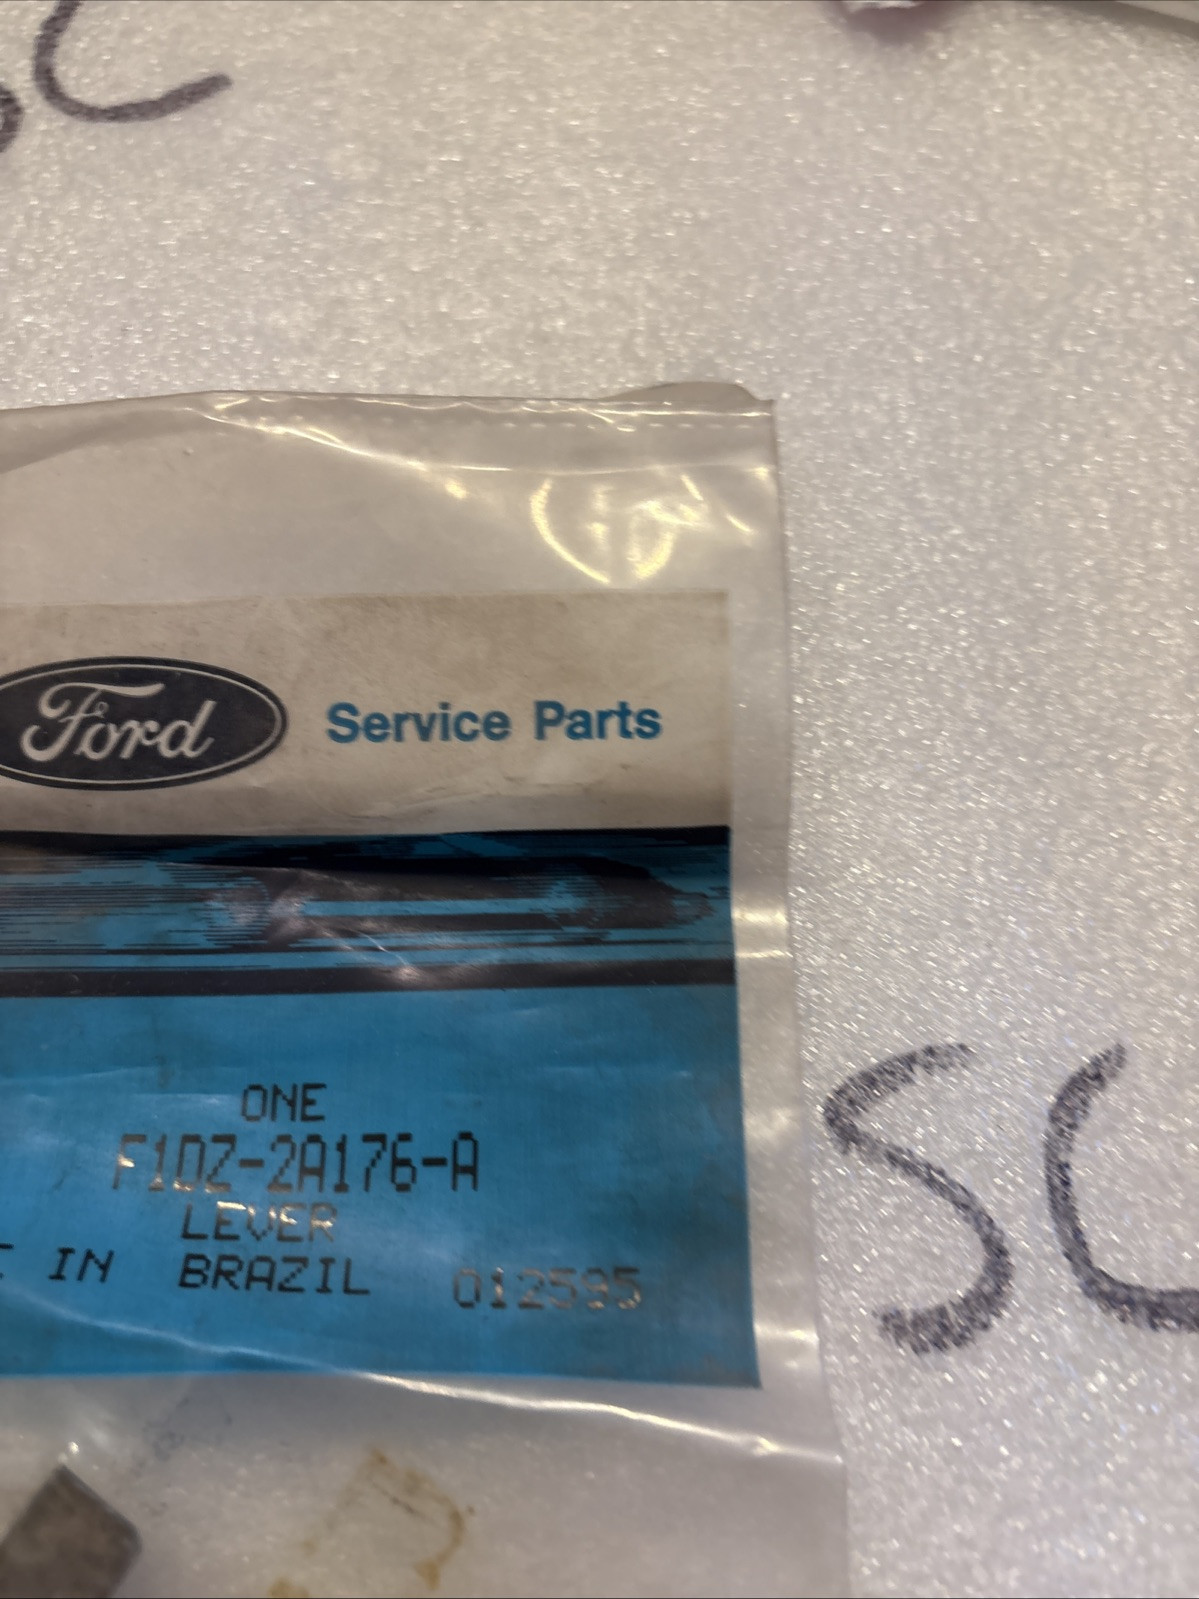 SC
Ford Service Parts
ONE
F1DZ-2A176-A
LEVER
IN BRAZIL 012595
SC